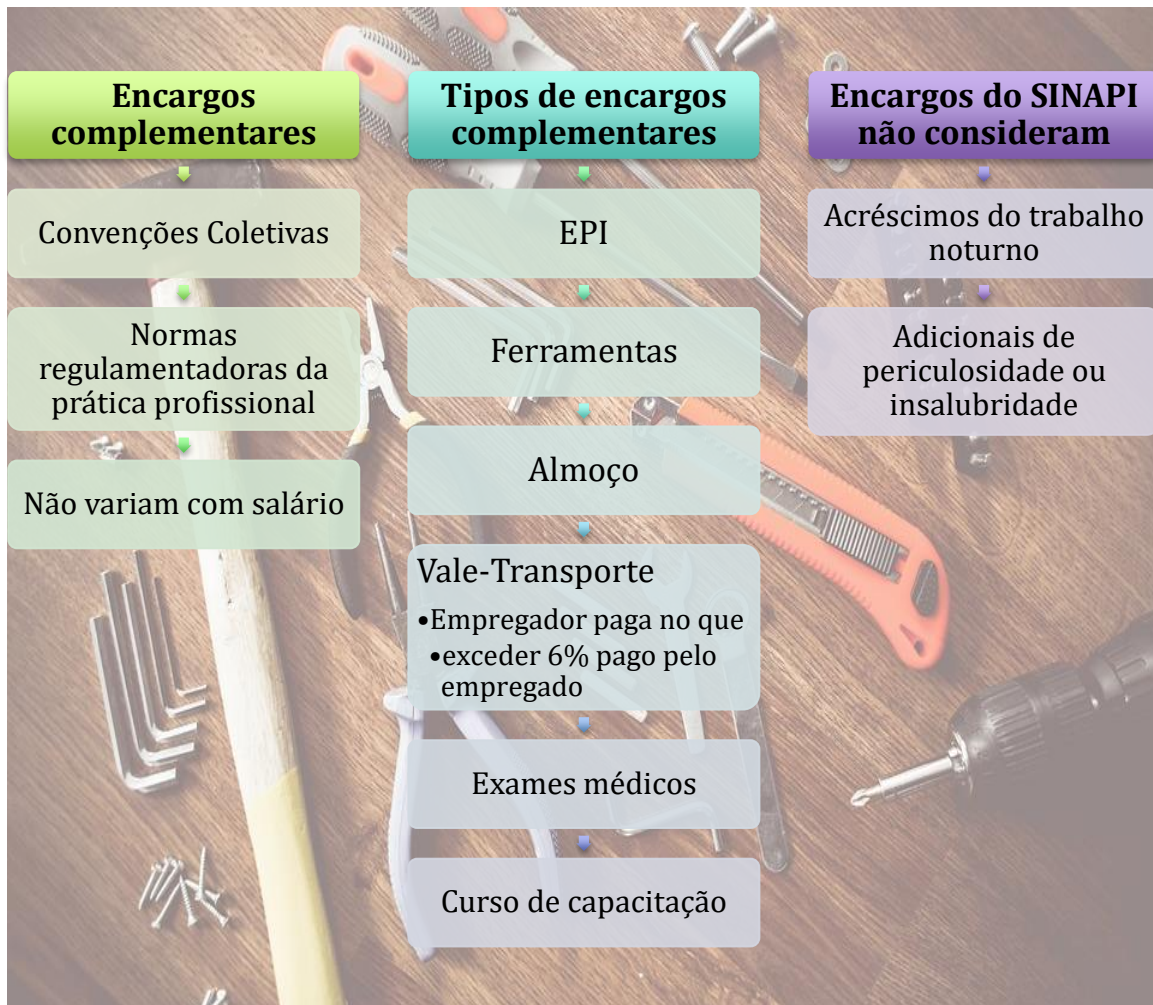 Encargos
complementares
Convenções Coletivas
Normas
regulamentadoras da
prática profissional
Não variam com salário
Tipos de encargos
complementares
EPI
Ferramentas
Almoço
Vale-Transporte
•Empregador paga no que
•exceder 6% pago pelo
empregado
Exames médicos
Curso de capacitação
Encargos do SINAPI
não consideram
Acréscimos do trabalho
noturno
Adicionais de
periculosidade ou
insalubridade